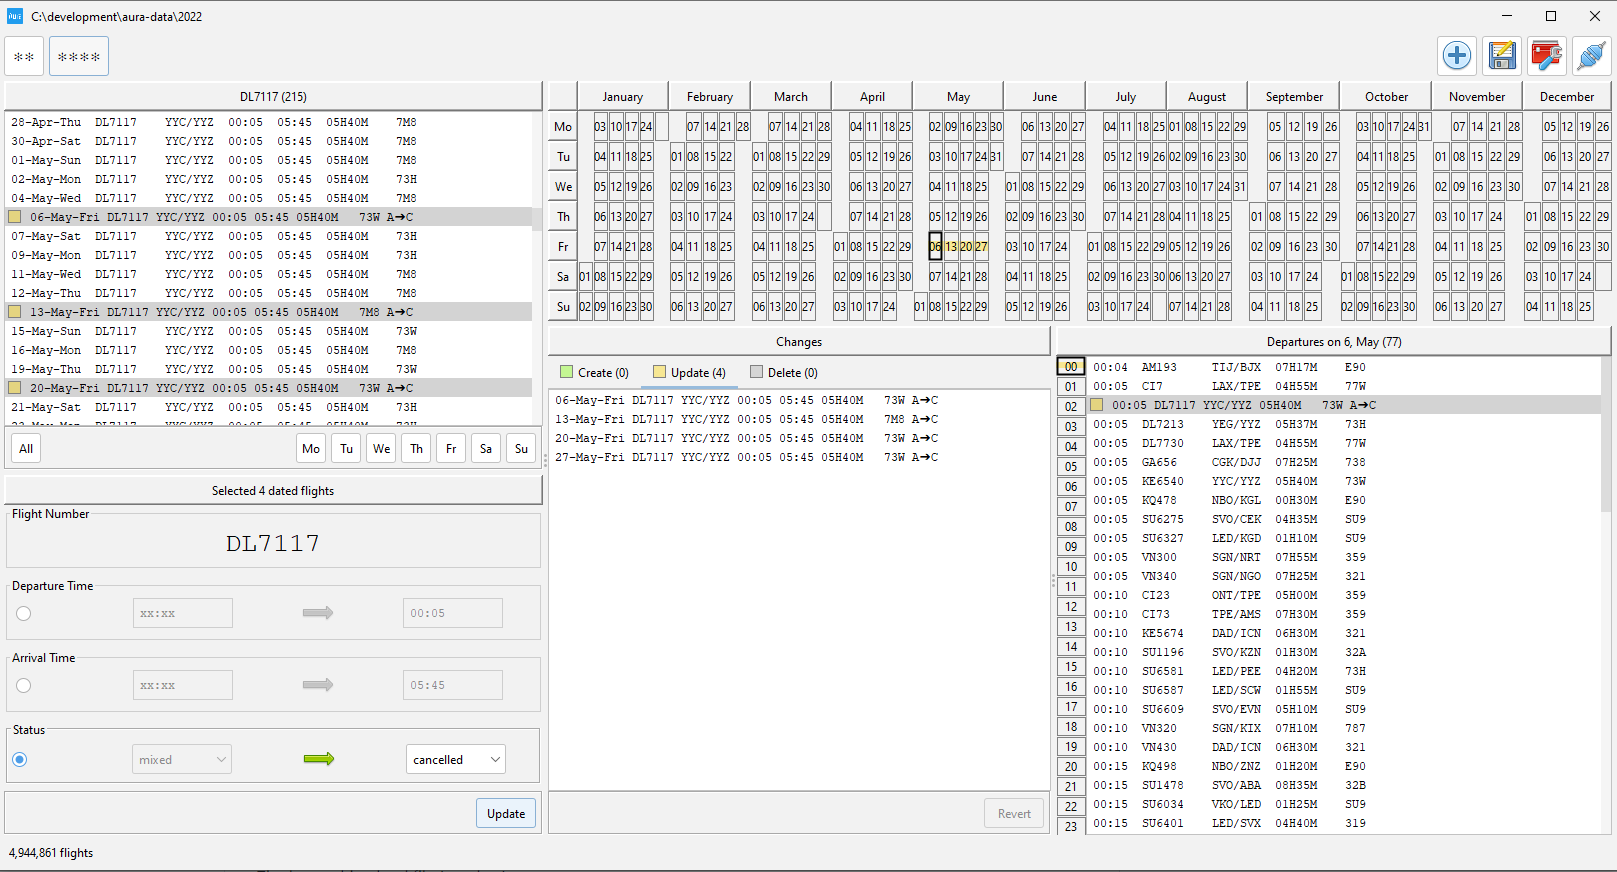 C:\development\aura-data\2022
** ****
DL7117 (215)
28-Apr-Thu DL7117 YYC/YYZ 00:05 05:45 05H40M 7M8
30-Apr-Sat DL7117 YYC/YYZ 00:05 05:45 05H40M 7M8
01-May-Sun DL7117 YYC/YYZ 00:05 05:45 05H40M 7M8
02-May-Mon DL7117 YYC/YYZ 00:05 05:45 05H40M 73H
04-May-Wed DL7117 YYC/YYZ 00:05 05:45 05H40M 7M8
06-May-Fri DL7117 YYC/YYZ 00:05 05:45 05H40M 73W A➔C
07-May-Sat DL7117 YYC/YYZ 00:05 05:45 05H40M 73H
09-May-Mon DL7117 YYC/YYZ 00:05 05:45 05H40M 73H
11-May-Wed DL7117 YYC/YYZ 00:05 05:45 05H40M 7M8
12-May-Thu DL7117 YYC/YYZ 00:05 05:45 05H40M 7M8
13-May-Fri DL7117 YYC/YYZ 00:05 05:45 05H40M 7M8 A➔C
15-May-Sun DL7117 YYC/YYZ 00:05 05:45 05H40M 73W
16-May-Mon DL7117 YYC/YYZ 00:05 05:45 05H40M 7M8
19-May-Thu DL7117 YYC/YYZ 00:05 05:45 05H40M 73W
20-May-Fri DL7117 YYC/YYZ 00:05 05:45 05H40M 73W A➔C
21-May-Sat DL7117 YYC/YYZ 00:05 05:45 05H40M 73H
All Mo Tu We Th Fr Sa Su
Selected 4 dated flights
Flight Number
DL7117
Departure Time
xx:xx 00:05
Arrival Time
xx:xx 05:45
Status
mixed cancelled
Update
4,944,861 flights
January February March April May June July August September October November December
Mo 03 10 17 24 07 14 21 28 07 14 21 28 04 11 18 25 02 09 16 23 30 06 13 20 27 04 11 18 25 01 08 15 22 29 05 12 19 26 03 10 17 24 31 07 14 21 28 05 12 19 26
Tu 04 11 18 25 01 08 15 22 01 08 15 22 29 05 12 19 26 03 10 17 24 31 07 14 21 28 05 12 19 26 02 09 16 23 30 06 13 20 27 04 11 18 25 01 08 15 22 29 06 13 20 27
We 05 12 19 26 02 09 16 23 02 09 16 23 30 06 13 20 27 04 11 18 25 01 08 15 22 29 06 13 20 27 03 10 17 24 31 07 14 21 28 05 12 19 26 02 09 16 23 30 07 14 21 28
Th 06 13 20 27 03 10 17 24 03 10 17 24 07 14 21 28 05 12 19 26 02 09 16 23 30 07 14 21 28 04 11 18 25 01 08 15 22 29 06 13 20 27 03 10 17 24 01 08 15 22 29
Fr 07 14 21 28 04 11 18 25 04 11 18 25 01 08 15 22 29 06 13 20 27 03 10 17 24 01 08 15 22 29 05 12 19 26 02 09 16 23 30 07 14 21 28 04 11 18 25 02 09 16 23 30
Sa 01 08 15 22 29 05 12 19 26 05 12 19 26 02 09 16 23 30 07 14 21 28 04 11 18 25 02 09 16 23 30 06 13 20 27 03 10 17 24 01 08 15 22 29 05 12 19 26 03 10 17 24
Su 02 09 16 23 30 06 13 20 27 06 13 20 27 03 10 17 24 01 08 15 22 29 05 12 19 26 03 10 17 24 07 14 21 28 04 11 18 25 02 09 16 23 30 06 13 20 27 04 11 18 25
Changes
Create (0) Update (4) Delete (0)
06-May-Fri DL7117 YYC/YYZ 00:05 05:45 05H40M 73W A➔C
13-May-Fri DL7117 YYC/YYZ 00:05 05:45 05H40M 7M8 A➔C
20-May-Fri DL7117 YYC/YYZ 00:05 05:45 05H40M 73W A➔C
27-May-Fri DL7117 YYC/YYZ 00:05 05:45 05H40M 73W A➔C
Revert
Departures on 6, May (77)
00
01
02
03
04
05
06
07
08
09
10
11
12
13
14
15
16
17
18
19
20
21
22
23
00:04 AM193 TIJ/BJX 07H17M E90
00:05 CI7 LAX/TPE 04H55M 77W
00:05 DL7117 YYC/YYZ 05H40M 73W A➔C
00:05 DL7213 YEG/YYZ 05H37M 73H
00:05 DL7730 LAX/TPE 04H55M 77W
00:05 GA656 CGK/DJJ 07H25M 738
00:05 KE6540 YYC/YYZ 05H40M 73W
00:05 KQ478 NBO/KGL 00H30M E90
00:05 SU6275 SVO/CEK 04H35M SU9
00:05 SU6327 LED/KGD 01H10M SU9
00:05 VN300 SGN/NRT 07H55M 359
00:05 VN340 SGN/NGO 07H25M 321
00:10 CI23 ONT/TPE 05H00M 359
00:10 CI73 TPE/AMS 07H30M 359
00:10 KE5674 DAD/ICN 06H30M 321
00:10 SU1196 SVO/KZN 01H30M 32A
00:10 SU6581 LED/PEE 04H20M 73H
00:10 SU6587 LED/SCW 01H55M SU9
00:10 SU6609 SVO/EVN 05H10M SU9
00:10 VN320 SGN/KIX 07H10M 787
00:10 VN430 DAD/ICN 06H30M 321
00:15 KQ498 NBO/ZNZ 01H20M E90
00:15 SU1478 SVO/ABA 08H35M 32B
00:15 SU6034 VKO/LED 01H25M SU9
00:15 SU6401 LED/SVX 04H40M 319